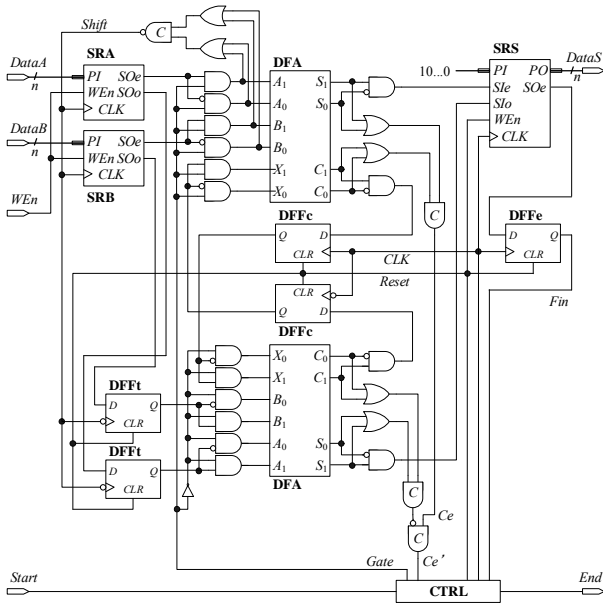 Shift
C
SRA
DFA
SRS
DataA
n
PI SOe
WEn SOo
CLK
A1 S1
A0 S0
B1
B0 C1
X1 C0
X0
10...0
PI PO
SIe SOe
SIo
WEn
CLK
DataS
n
DataB
n
PI SOe
WEn SOo
CLK
SRB
WEn
C
DFFc
Q D
CLR
CLK
DFFe
D Q
CLR
Reset
Fin
CLR
Q D
DFFc
X0 C0
X1 C1
B0
B1 S0
A0 S1
A1
DFA
DFFt
D Q
CLR
DFFt
D Q
CLR
C
C
Ce
Ce′
Gate
Start
CTRL
End